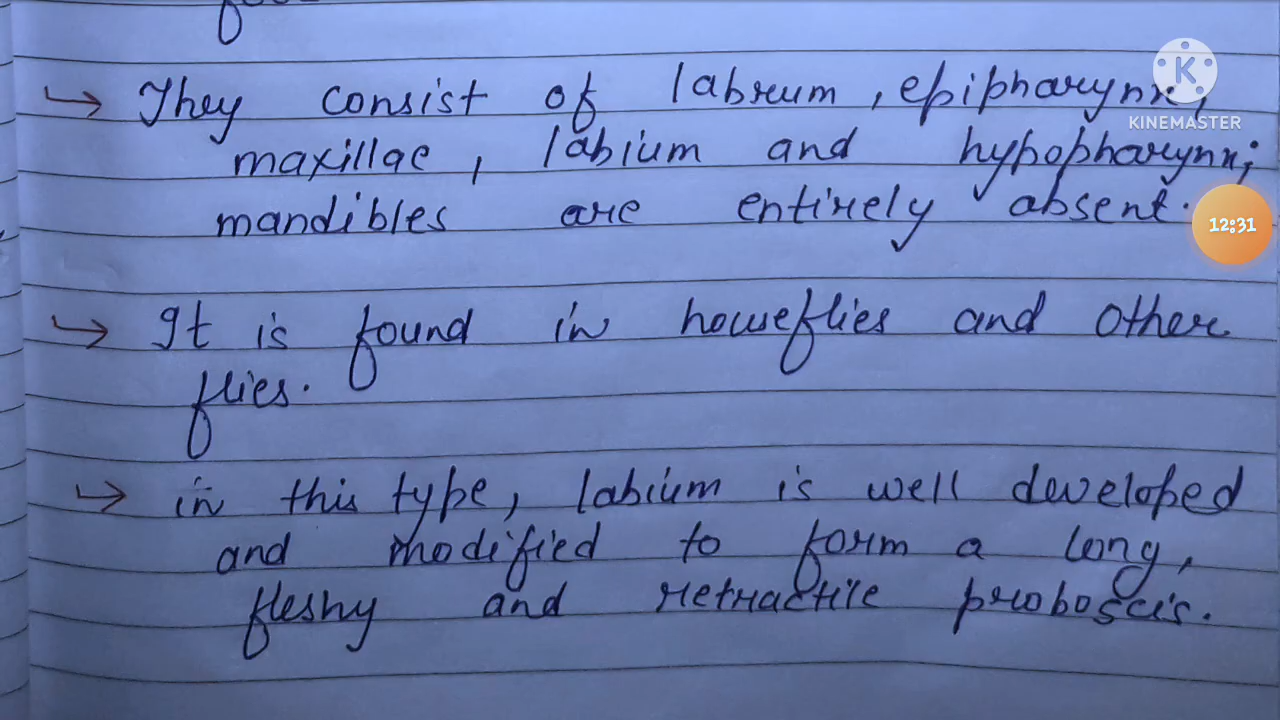 → They consist of labrum, epipharynx,
maxillae, labium and hypopharynx;
mandibles are entirely absent.
→ It is found in houseflies and other
flies.
→ in this type, labium is well developed
and modified to form a long,
fleshy and retractile proboscis.
KINEMASTER
12:31